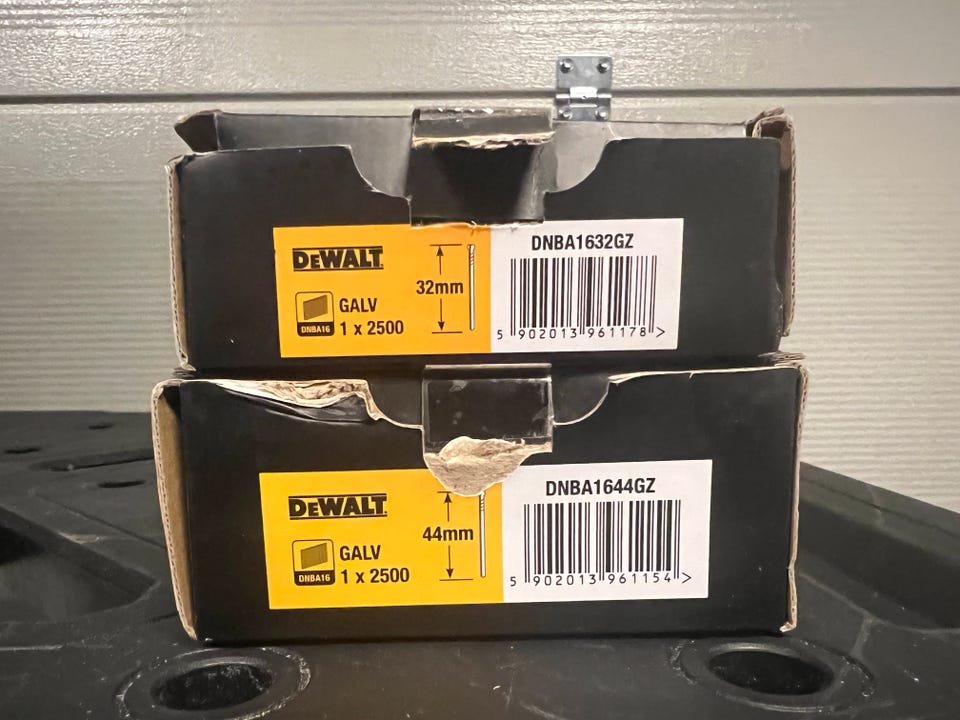 DEWALT
32mm
GALV
DNBA16
1 x 2500
DNBA1632GZ
5 902013 961178 >
DEWALT
44mm
GALV
DNBA16
1 x 2500
DNBA1644GZ
5 902013 961154 >